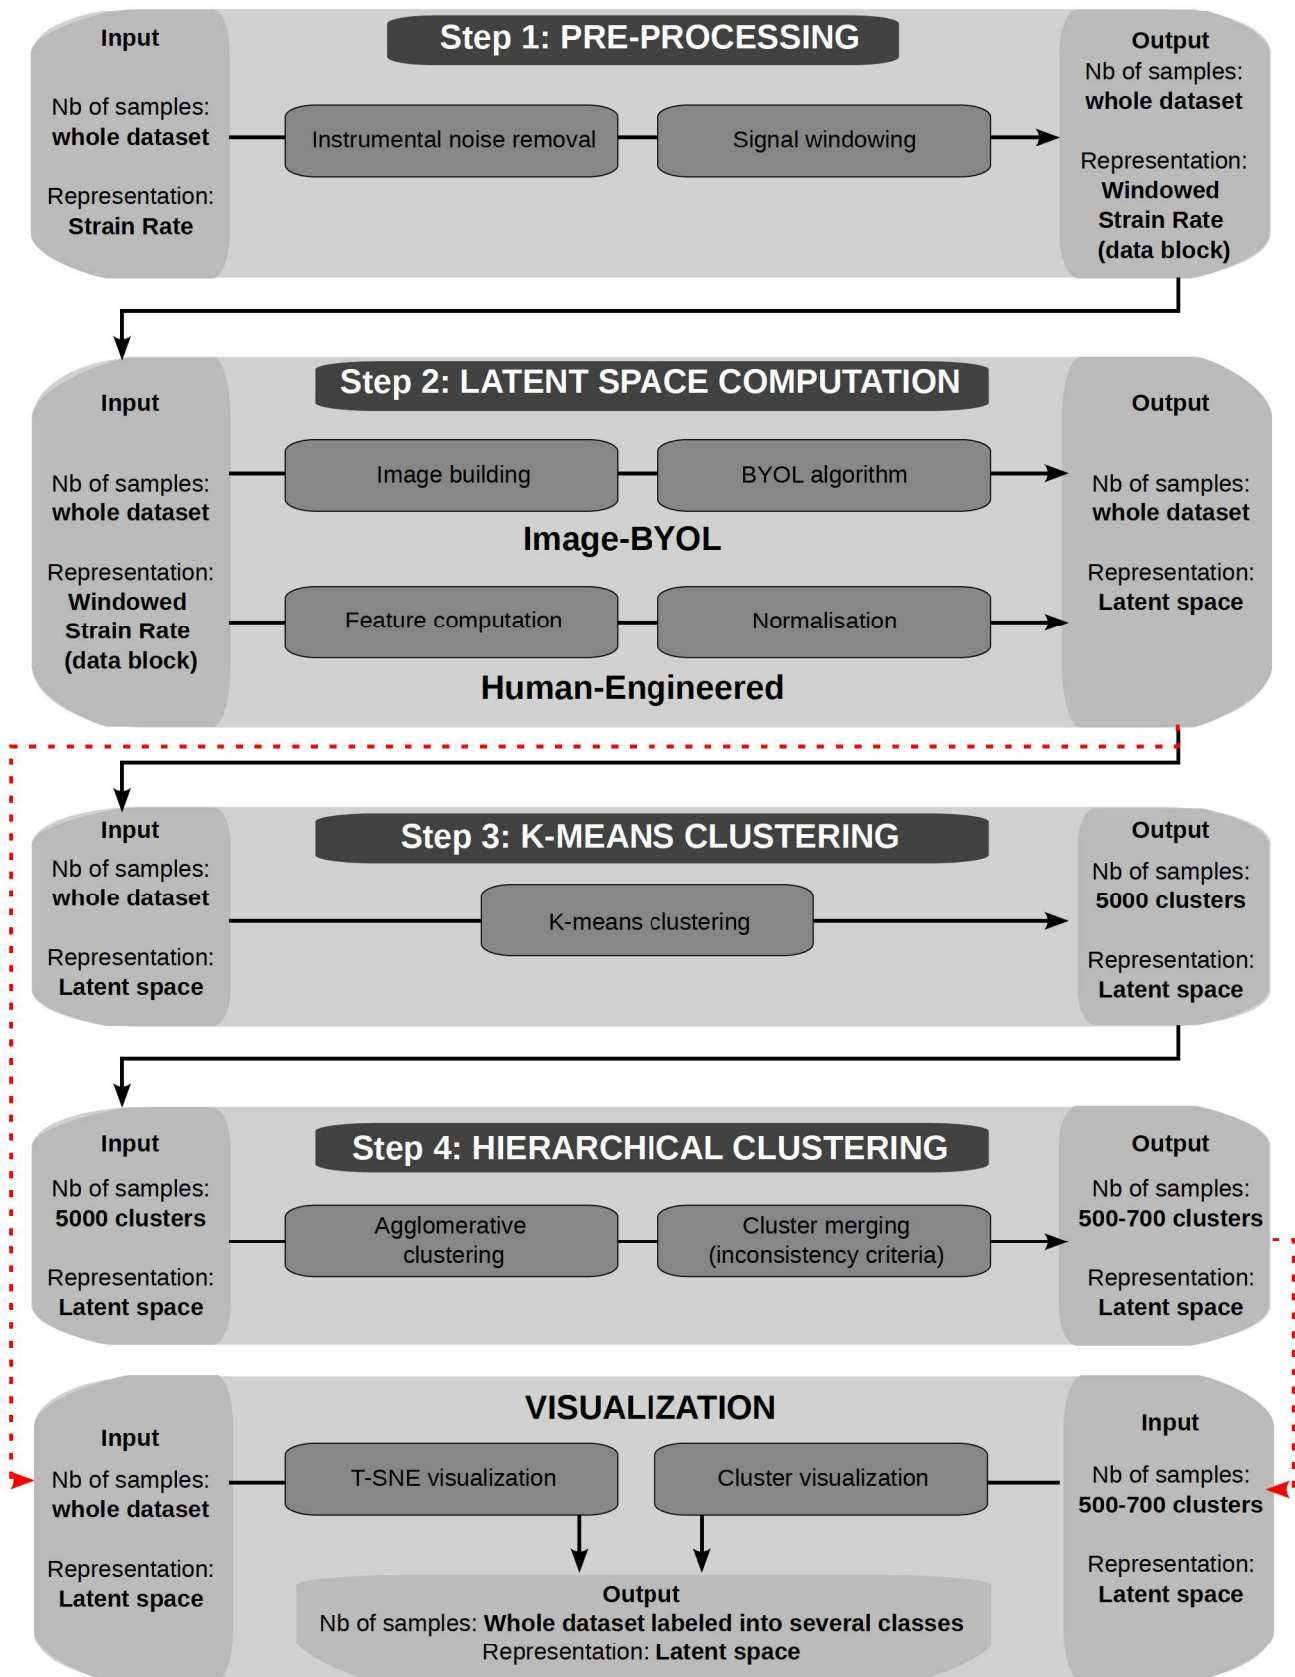 Step 1: PRE-PROCESSING
Input
Nb of samples:
whole dataset
Representation:
Strain Rate
Instrumental noise removal
Signal windowing
Output
Nb of samples:
whole dataset
Representation:
Windowed
Strain Rate
(data block)
Step 2: LATENT SPACE COMPUTATION
Input
Nb of samples:
whole dataset
Representation:
Windowed
Strain Rate
(data block)
Image building
BYOL algorithm
Image-BYOL
Feature computation
Normalisation
Human-Engineered
Output
Nb of samples:
whole dataset
Representation:
Latent space
Step 3: K-MEANS CLUSTERING
Input
Nb of samples:
whole dataset
Representation:
Latent space
K-means clustering
Output
Nb of samples:
5000 clusters
Representation:
Latent space
Step 4: HIERARCHICAL CLUSTERING
Input
Nb of samples:
5000 clusters
Representation:
Latent space
Agglomerative
clustering
Cluster merging
(inconsistency criteria)
Output
Nb of samples:
500-700 clusters
Representation:
Latent space
VISUALIZATION
Input
Nb of samples:
whole dataset
Representation:
Latent space
T-SNE visualization
Cluster visualization
Input
Nb of samples:
500-700 clusters
Representation:
Latent space
Output
Nb of samples: Whole dataset labeled into several classes
Representation: Latent space